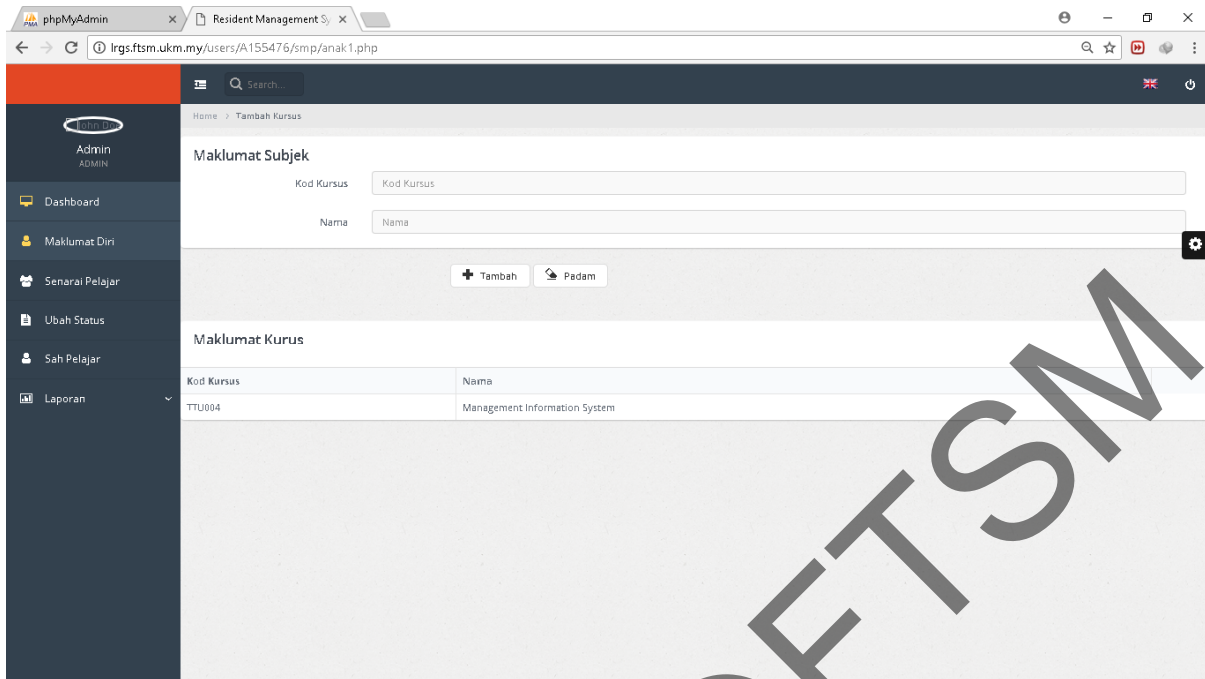 phpMyAdmin
Resident Management Sy
lrgs.ftsm.ukm.my/users/A155476/smp/anak1.php
Search...
John Do
Admin
ADMIN
Dashboard
Maklumat Diri
Senarai Pelajar
Ubah Status
Sah Pelajar
Laporan
Home > Tambah Kursus
Maklumat Subjek
Kod Kursus Kod Kursus
Nama Nama
Tambah Padam
Maklumat Kurus
Kod Kursus Nama
TTU004 Management Information System
FTSM